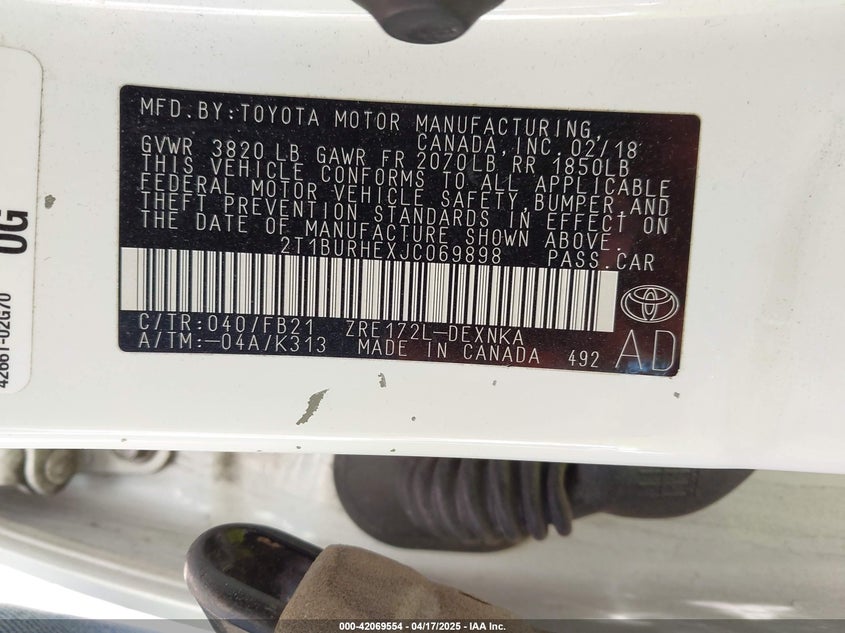 MFD.BY:TOYOTA MOTOR MANUFACTURING,
CANADA,INC. 02/18
GVWR 3820 LB GAWR FR 2070LB RR 1850LB
THIS VEHICLE CONFORMS TO ALL APPLICABLE
FEDERAL MOTOR VEHICLE SAFETY,BUMPER,AND
THEFT PREVENTION STANDARDS IN EFFECT ON
THE DATE OF MANUFACTURE SHOWN ABOVE.
2T1BURHEXJC069898 PASS.CAR
C/TR:040/FB21 ZRE172L-DEXNKA
A/TM:-04A/K313 MADE IN CANADA 492
AD
0G
42661-02G70
000-42069554 | 04/17/2025 | IAA Inc.